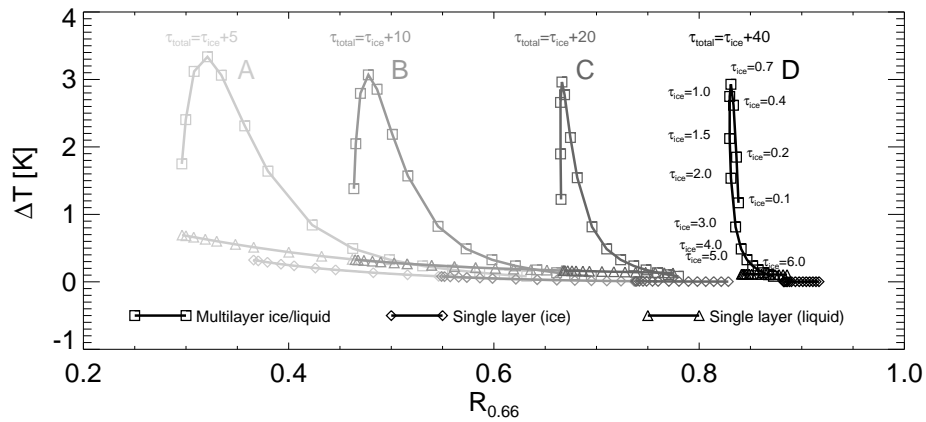 τtotal=τice+5 τtotal=τice+10 τtotal=τice+20 τtotal=τice+40
A B C D
τice=0.7
τice=1.0 τice=0.4
τice=1.5 τice=0.2
τice=2.0 τice=0.1
τice=3.0
τice=4.0
τice=5.0 τice=6.0
Multilayer ice/liquid Single layer (ice) Single layer (liquid)
4
3
2
1
0
-1
ΔT [K]
0.2 0.4 0.6 0.8 1.0
R0.66